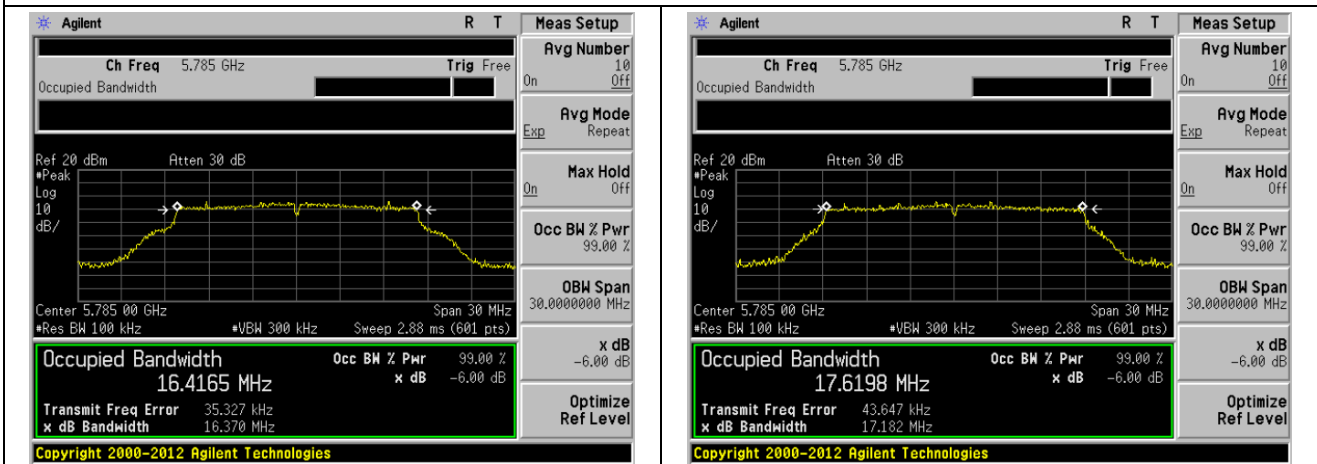 Agilent R T
Ch Freq 5.785 GHz Trig Free
Occupied Bandwidth
Ref 20 dBm Atten 30 dB
#Peak
Log
10
dB/
Center 5.785 00 GHz Span 30 MHz
#Res BW 100 kHz #VBW 300 kHz Sweep 2.88 ms (601 pts)
Occupied Bandwidth Occ BW % Pwr 99.00 %
16.4165 MHz x dB -6.00 dB
Transmit Freq Error 35.327 kHz
x dB Bandwidth 16.370 MHz
Copyright 2000-2012 Agilent Technologies
Meas Setup
Avg Number
10
On Off
Avg Mode
Exp Repeat
Max Hold
On Off
Occ BW % Pwr
99.00 %
OBW Span
30.0000000 MHz
x dB
-6.00 dB
Optimize
Ref Level
Agilent R T
Ch Freq 5.785 GHz Trig Free
Occupied Bandwidth
Ref 20 dBm Atten 30 dB
#Peak
Log
10
dB/
Center 5.785 00 GHz Span 30 MHz
#Res BW 100 kHz #VBW 300 kHz Sweep 2.88 ms (601 pts)
Occupied Bandwidth Occ BW % Pwr 99.00 %
17.6198 MHz x dB -6.00 dB
Transmit Freq Error 43.647 kHz
x dB Bandwidth 17.182 MHz
Copyright 2000-2012 Agilent Technologies
Meas Setup
Avg Number
10
On Off
Avg Mode
Exp Repeat
Max Hold
On Off
Occ BW % Pwr
99.00 %
OBW Span
30.0000000 MHz
x dB
-6.00 dB
Optimize
Ref Level